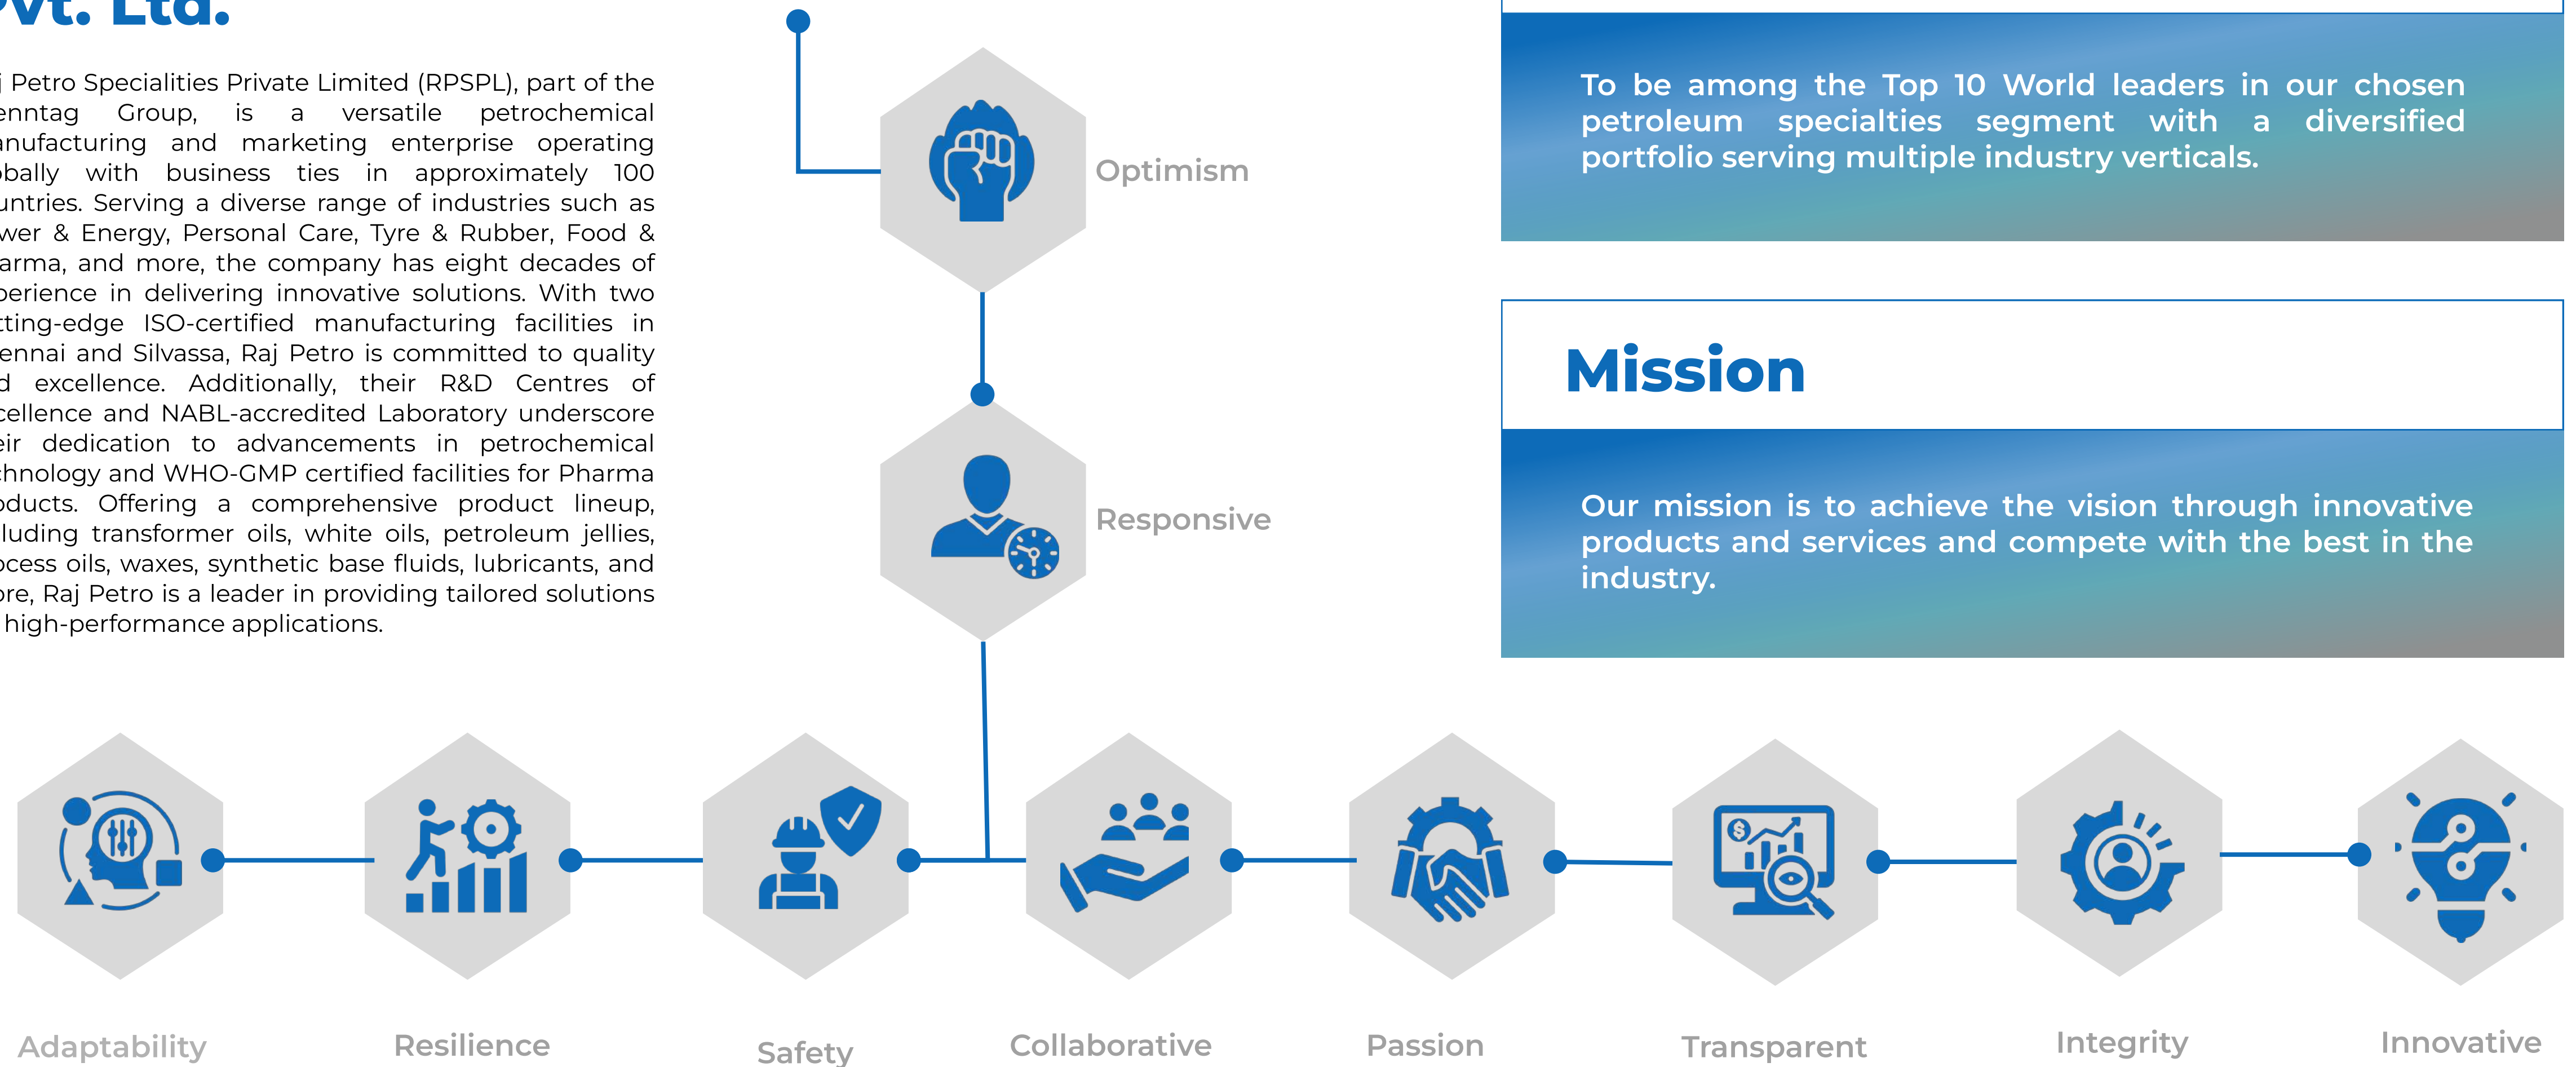 Pvt. Ltd.
j Petro Specialities Private Limited (RPSPL), part of the
enntag Group, is a versatile petrochemical
anufacturing and marketing enterprise operating
obally with business ties in approximately 100
untries. Serving a diverse range of industries such as
wer & Energy, Personal Care, Tyre & Rubber, Food &
arma, and more, the company has eight decades of
perience in delivering innovative solutions. With two
tting-edge ISO-certified manufacturing facilities in
ennai and Silvassa, Raj Petro is committed to quality
d excellence. Additionally, their R&D Centres of
cellence and NABL-accredited Laboratory underscore
eir dedication to advancements in petrochemical
chnology and WHO-GMP certified facilities for Pharma
oducts. Offering a comprehensive product lineup,
luding transformer oils, white oils, petroleum jellies,
ocess oils, waxes, synthetic base fluids, lubricants, and
ore, Raj Petro is a leader in providing tailored solutions
high-performance applications.
Optimism
Responsive
To be among the Top 10 World leaders in our chosen
petroleum specialties segment with a diversified
portfolio serving multiple industry verticals.
Mission
Our mission is to achieve the vision through innovative
products and services and compete with the best in the
industry.
Adaptability
Resilience
Safety
Collaborative
Passion
Transparent
Integrity
Innovative